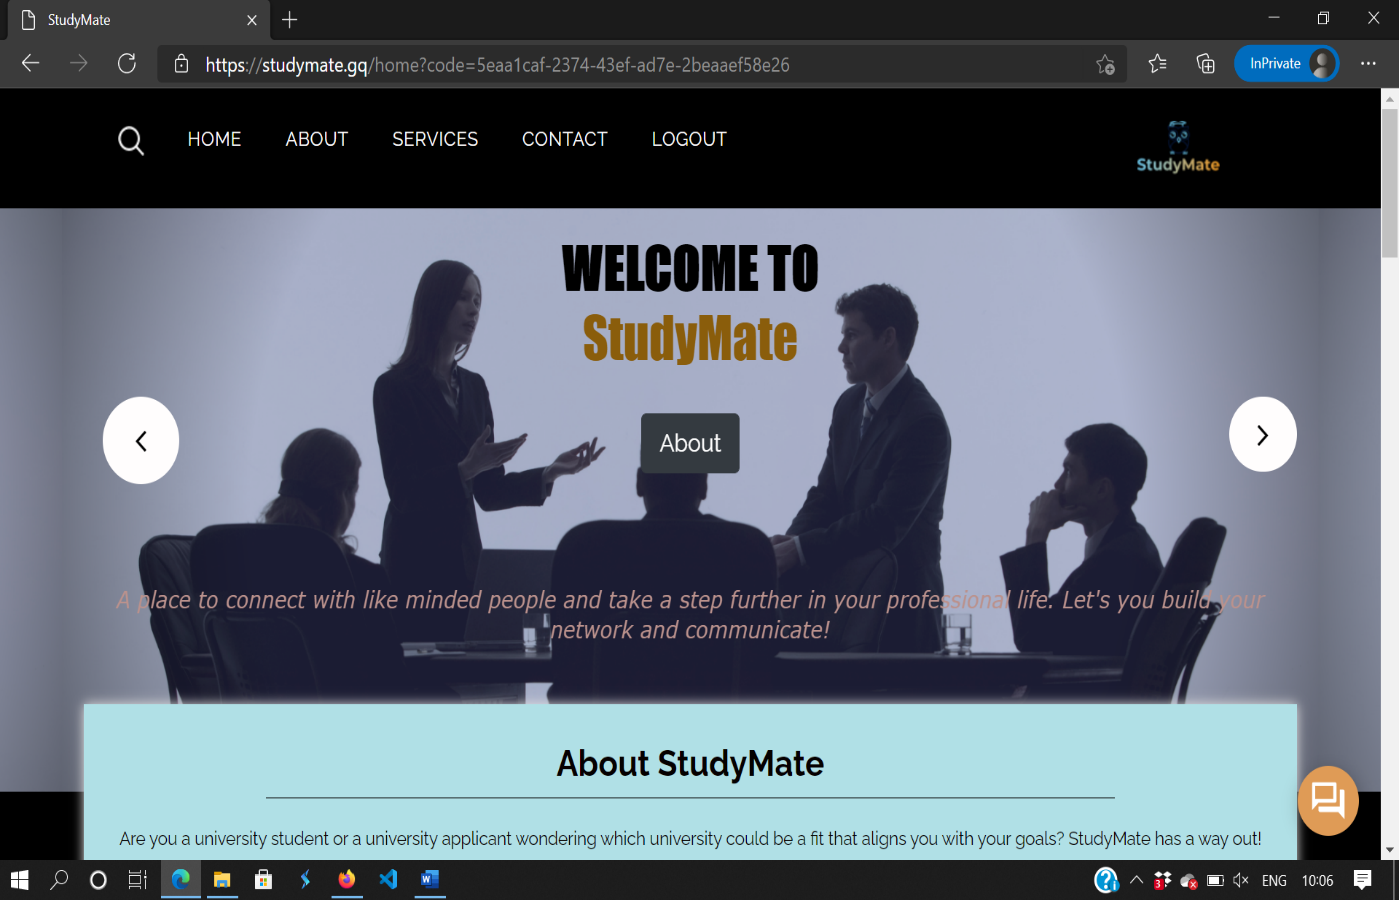 StudyMate
https://studymate.gq/home?code=5eaa1caf-2374-43ef-ad7e-2beaaef58e26
InPrivate
HOME ABOUT SERVICES CONTACT LOGOUT
StudyMate
WELCOME TO
StudyMate
About
A place to connect with like minded people and take a step further in your professional life. Let's you build your
network and communicate!
About StudyMate
Are you a university student or a university applicant wondering which university could be a fit that aligns you with your goals? StudyMate has a way out!
3
ENG 10:06